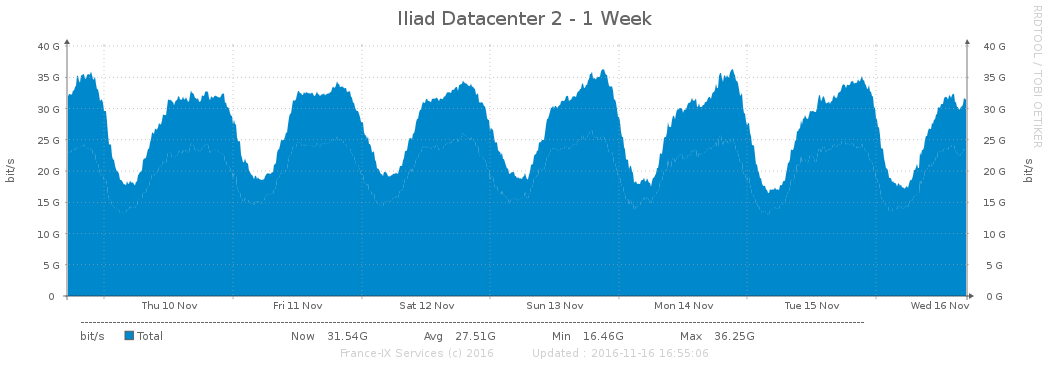 Iliad Datacenter 2 - 1 Week
RRDTOOL / TOBI OETIKER
40 G 40 G
35 G 35 G
30 G 30 G
25 G 25 G
20 G 20 G
15 G 15 G
10 G 10 G
5 G 5 G
0 0 G
bit/s bit/s
Thu 10 Nov Fri 11 Nov Sat 12 Nov Sun 13 Nov Mon 14 Nov Tue 15 Nov Wed 16 Nov
bit/s Total Now 31.54G Avg 27.51G Min 16.46G Max 36.25G
France-IX Services (c) 2016 Updated : 2016-11-16 16:55:06